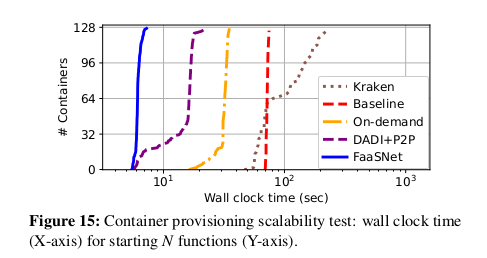 128
96
64
32
0
# Containers
Kraken
Baseline
On-demand
DADI+P2P
FaaSNet
10^1
10^2
10^3
Wall clock time (sec)
Figure 15: Container provisioning scalability test: wall clock time
(X-axis) for starting N functions (Y-axis).